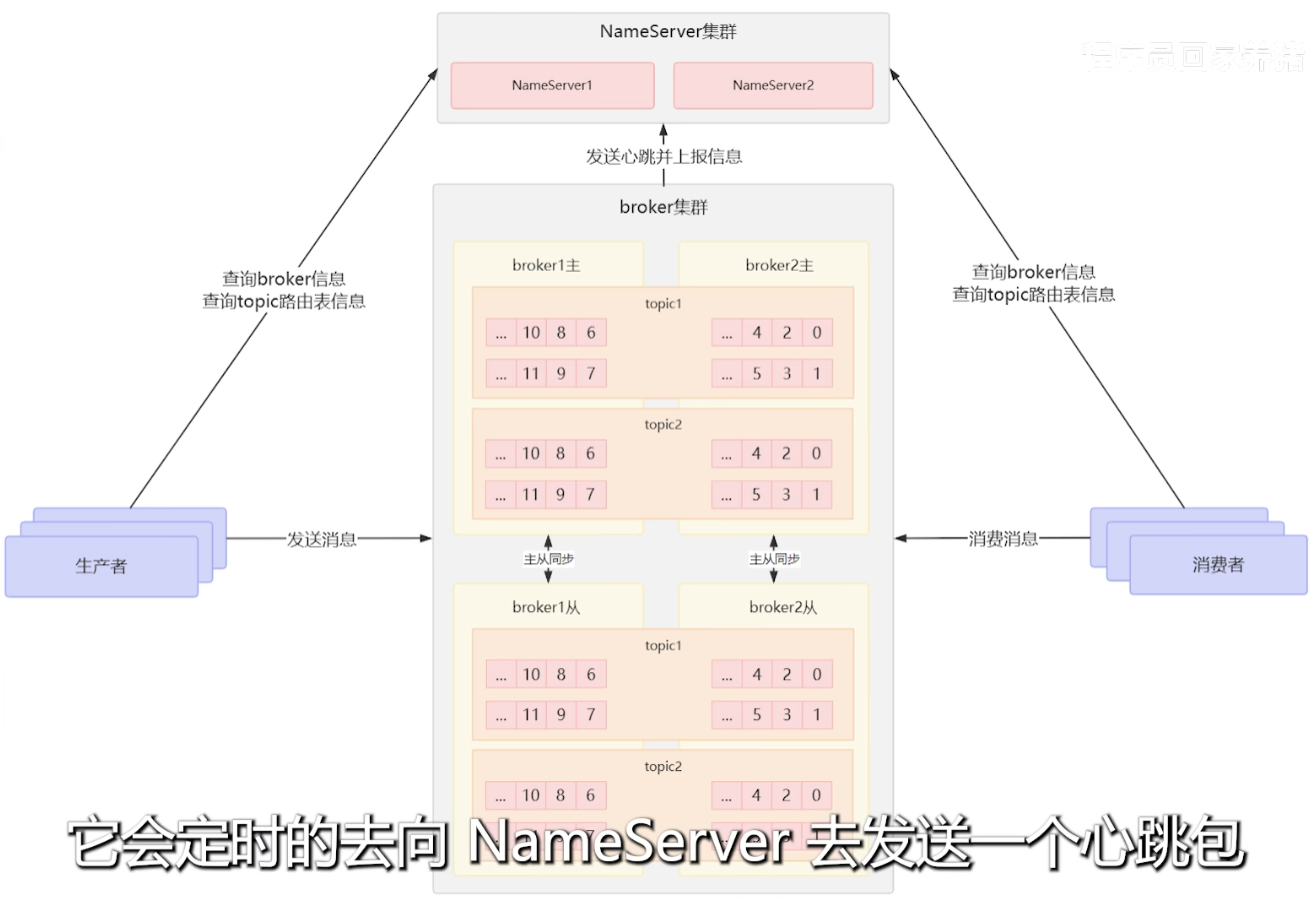 NameServer集群
程序员回家养猪
NameServer1
NameServer2
发送心跳并上报信息
broker集群
broker1主
broker2主
查询broker信息
查询topic路由表信息
查询broker信息
查询topic路由表信息
topic1
... 10 8 6
... 4 2 0
... 11 9 7
... 5 3 1
topic2
... 10 8 6
... 4 2 0
... 11 9 7
... 5 3 1
生产者
发送消息
消费消息
消费者
主从同步
主从同步
broker1从
broker2从
topic1
... 10 8 6
... 4 2 0
... 11 9 7
... 5 3 1
topic2
... 10 8 6
... 4 2 0
它会定时的去向 NameServer 去发送一个心跳包